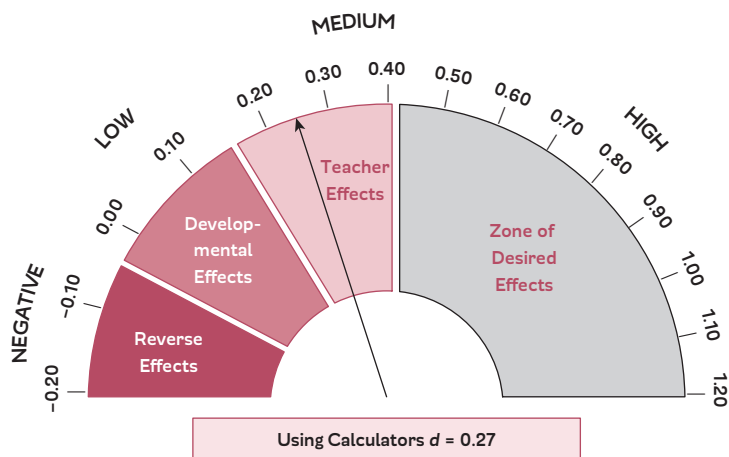 MEDIUM
LOW
HIGH
NEGATIVE
−0.20
−0.10
0.00
0.10
0.20
0.30
0.40
0.50
0.60
0.70
0.80
0.90
1.00
1.10
1.20
Reverse
Effects
Develop-
mental
Effects
Teacher
Effects
Zone of
Desired
Effects
Using Calculators d = 0.27